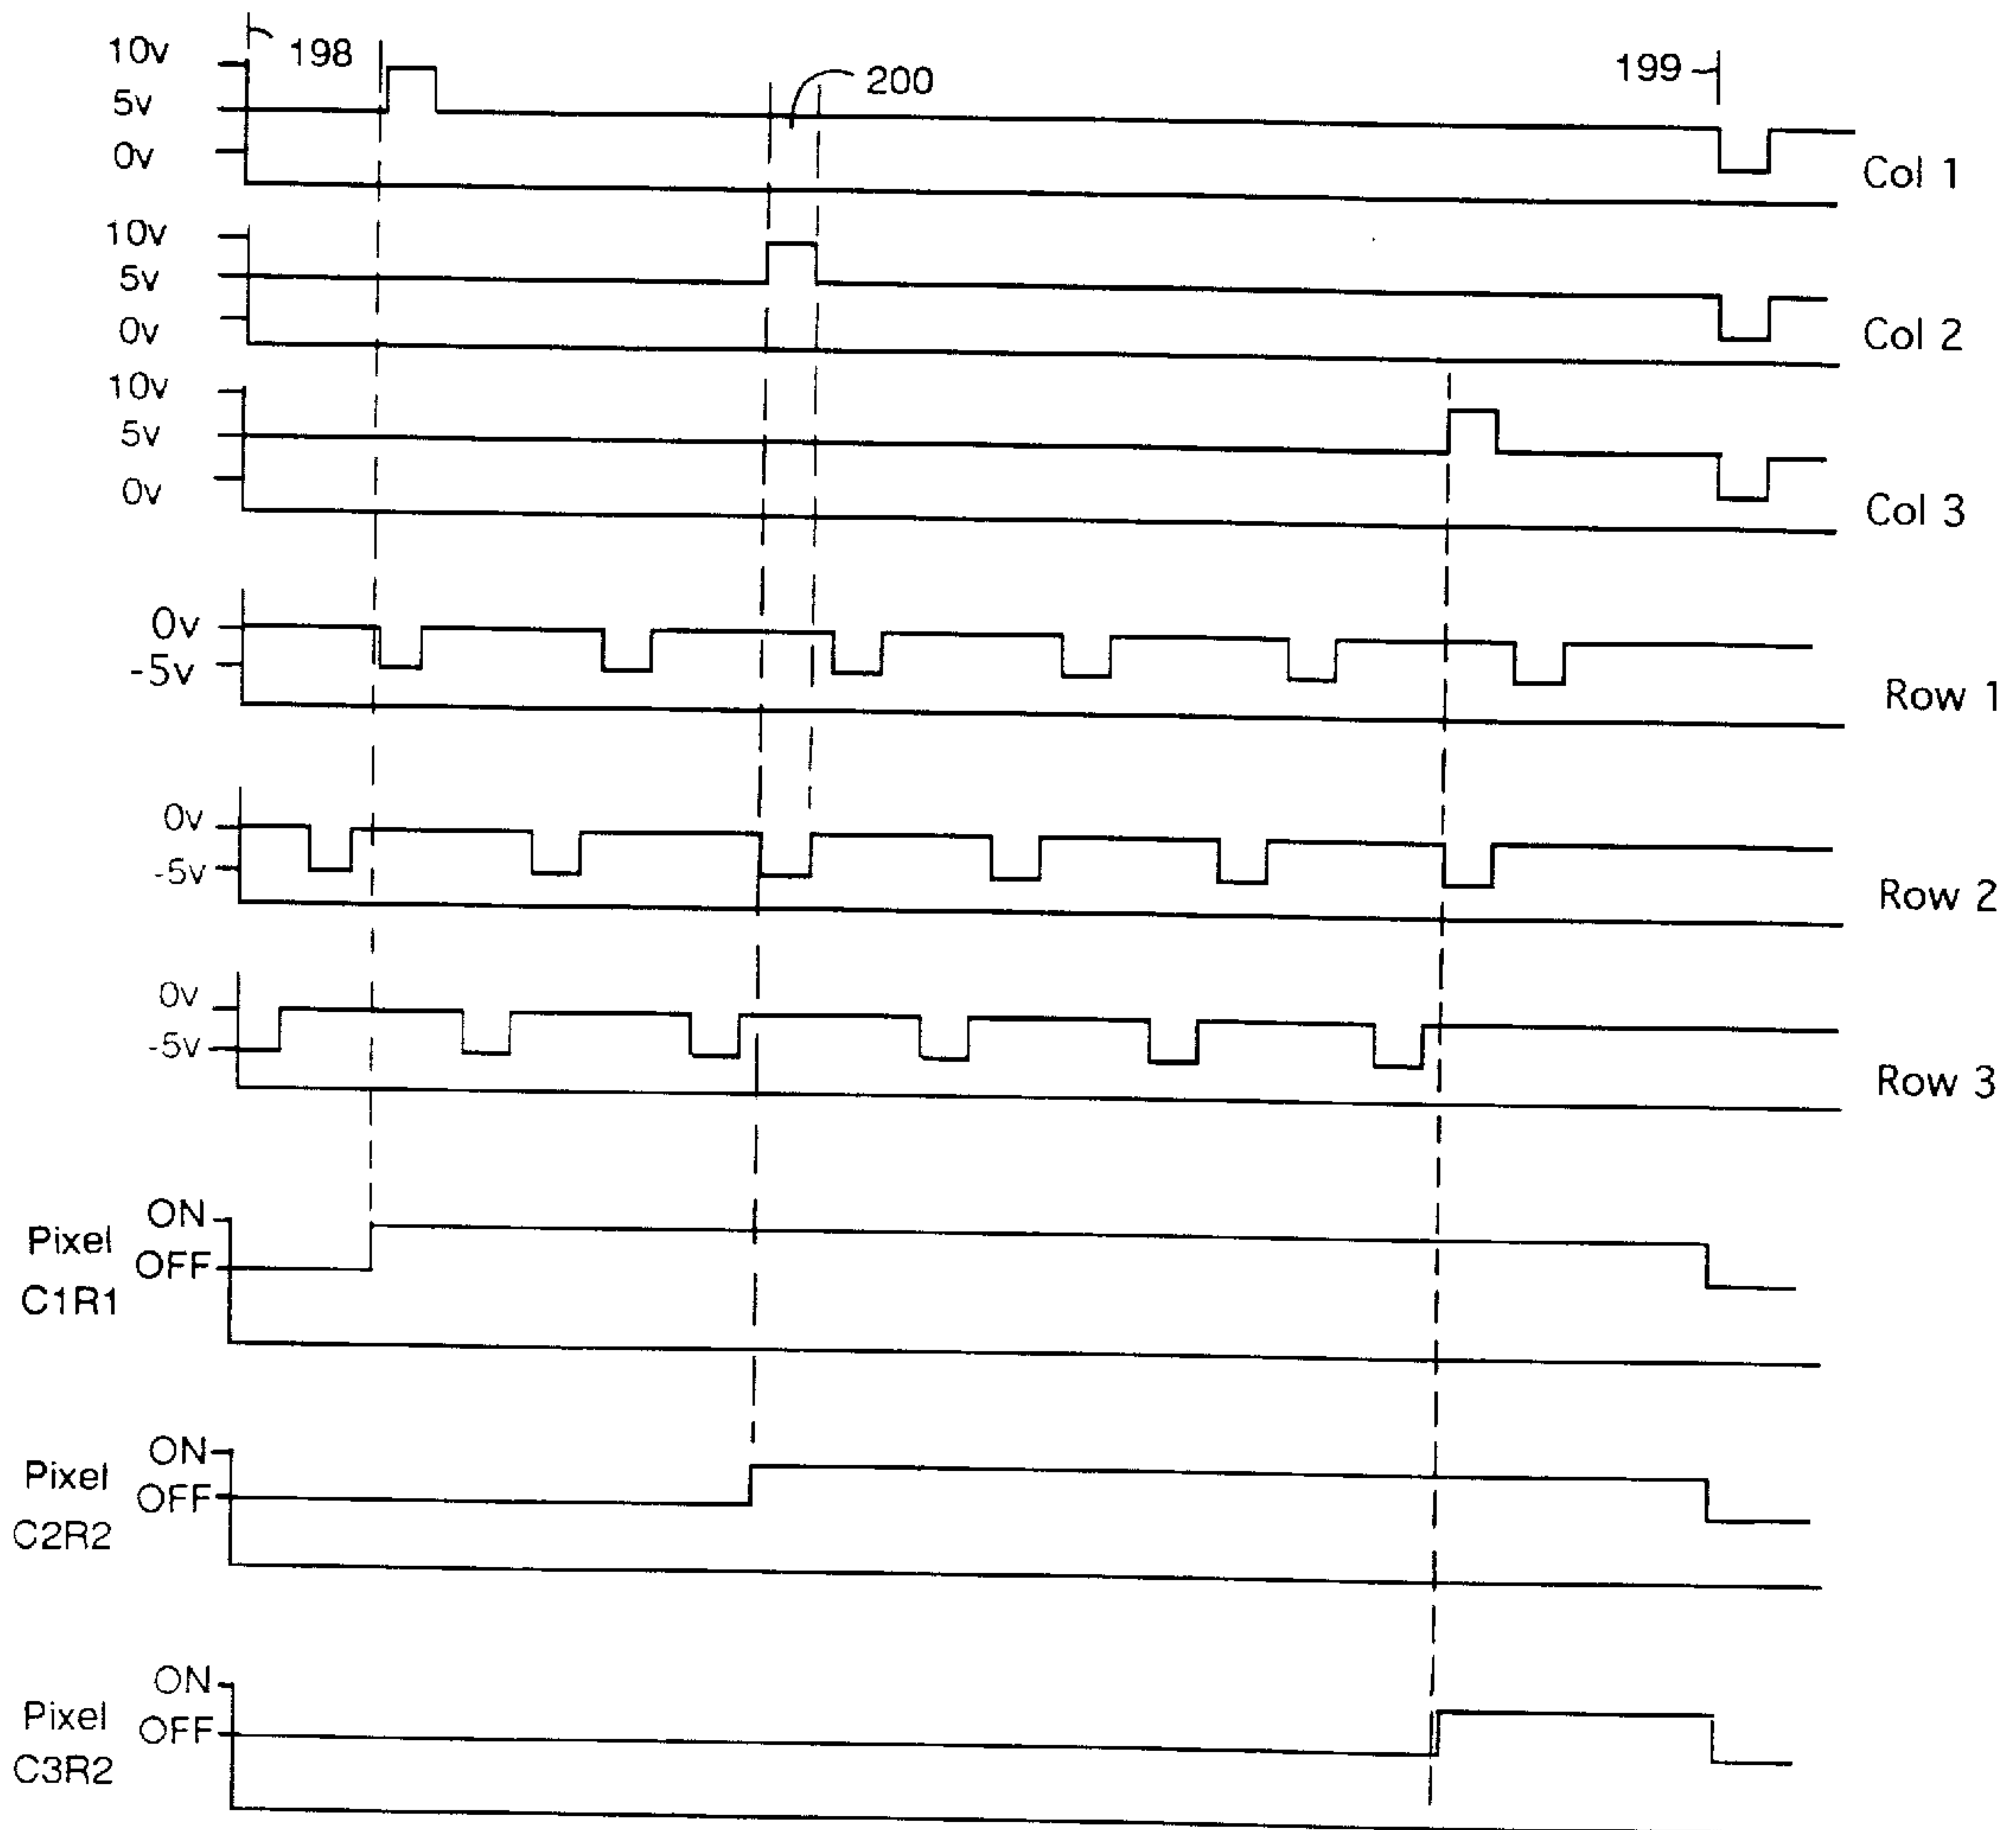 10v
198
5v
200
199
0v
Col 1
10v
5v
0v
Col 2
10v
5v
0v
Col 3
0v
-5v
Row 1
0v
-5v
Row 2
0v
-5v
Row 3
ON
Pixel
OFF
C1R1
ON
Pixel
OFF
C2R2
ON
Pixel
OFF
C3R2